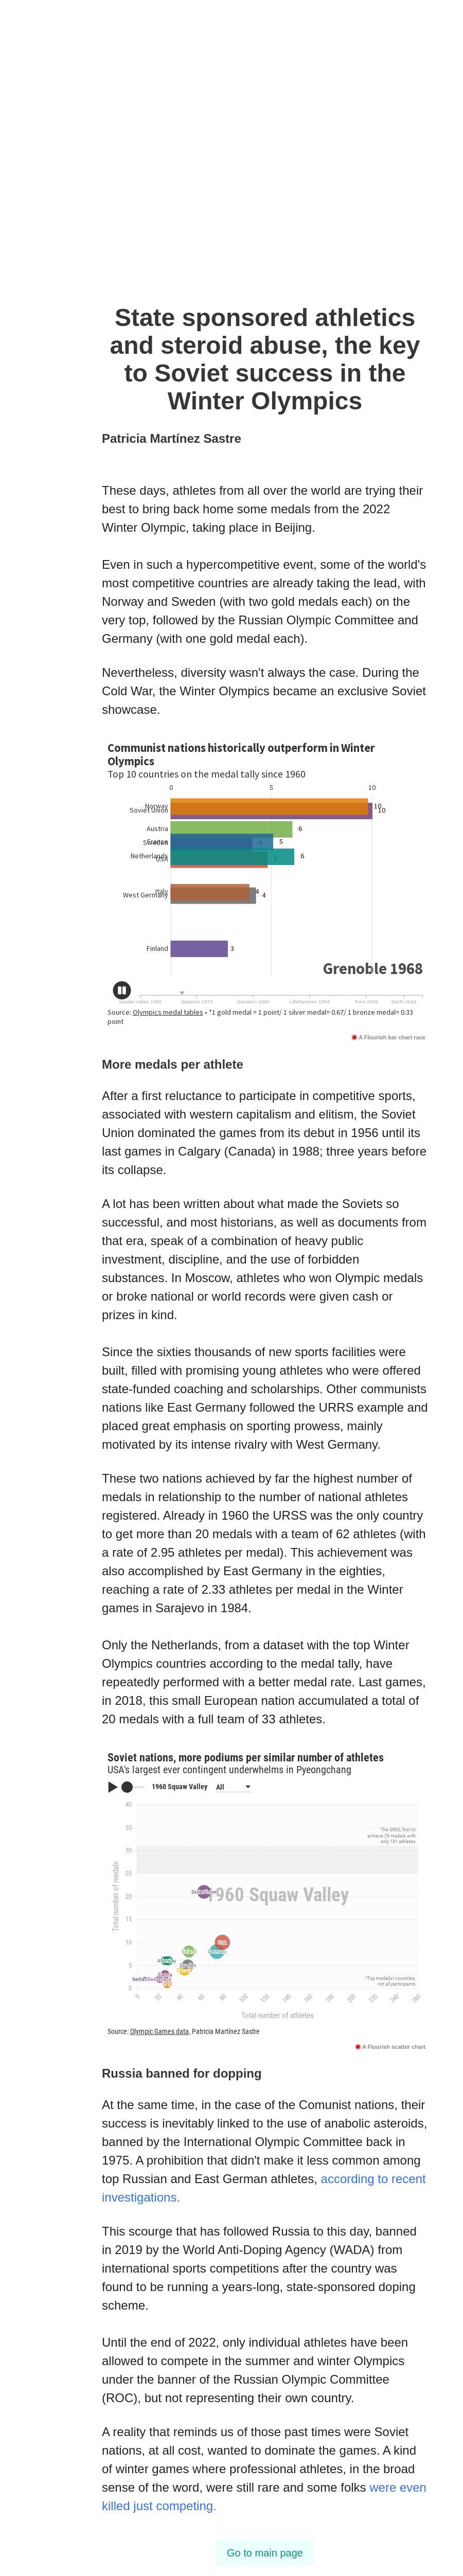 State sponsored athletics
and steroid abuse, the key
to Soviet success in the
Winter Olympics
Patricia Martínez Sastre
These days, athletes from all over the world are trying their
best to bring back home some medals from the 2022
Winter Olympic, taking place in Beijing.
Even in such a hypercompetitive event, some of the world's
most competitive countries are already taking the lead, with
Norway and Sweden (with two gold medals each) on the
very top, followed by the Russian Olympic Committee and
Germany (with one gold medal each).
Nevertheless, diversity wasn't always the case. During the
Cold War, the Winter Olympics became an exclusive Soviet
showcase.
Communist nations historically outperform in Winter
Olympics
Top 10 countries on the medal tally since 1960
0 5 10
Norway 10
Soviet Union 10
Austria 6
France 5
Sweden
Netherlands 6
USA
Italy 4
West Germany 4
Finland 3
Grenoble 1968
Squaw Valley 1960 Sapporo 1972 Sarajevo 1984 Lillehammer 1994 Turin 2006 Sochi 2014
Source: Olympics medal tables • *1 gold medal = 1 point/ 1 silver medal= 0.67/ 1 bronze medal= 0.33
point
A Flourish bar chart race
More medals per athlete
After a first reluctance to participate in competitive sports,
associated with western capitalism and elitism, the Soviet
Union dominated the games from its debut in 1956 until its
last games in Calgary (Canada) in 1988; three years before
its collapse.
A lot has been written about what made the Soviets so
successful, and most historians, as well as documents from
that era, speak of a combination of heavy public
investment, discipline, and the use of forbidden
substances. In Moscow, athletes who won Olympic medals
or broke national or world records were given cash or
prizes in kind.
Since the sixties thousands of new sports facilities were
built, filled with promising young athletes who were offered
state-funded coaching and scholarships. Other communists
nations like East Germany followed the URRS example and
placed great emphasis on sporting prowess, mainly
motivated by its intense rivalry with West Germany.
These two nations achieved by far the highest number of
medals in relationship to the number of national athletes
registered. Already in 1960 the URSS was the only country
to get more than 20 medals with a team of 62 athletes (with
a rate of 2.95 athletes per medal). This achievement was
also accomplished by East Germany in the eighties,
reaching a rate of 2.33 athletes per medal in the Winter
games in Sarajevo in 1984.
Only the Netherlands, from a dataset with the top Winter
Olympics countries according to the medal tally, have
repeatedly performed with a better medal rate. Last games,
in 2018, this small European nation accumulated a total of
20 medals with a full team of 33 athletes.
Soviet nations, more podiums per similar number of athletes
USA's largest ever contingent underwhelms in Pyeongchang
1960 Squaw Valley All
40
35
The URSS, first to
achieve 29 medals with
only 101 athletes
30
25
20
1960 Squaw Valley
15
10
5
0
*Top medalist countries,
not all participants
0 20 40 60 80 100 120 140 160 180 200 220 240 260
Total number of medals
Total number of athletes
Source: Olympic Games data, Patricia Martínez Sastre
A Flourish scatter chart
Russia banned for dopping
At the same time, in the case of the Comunist nations, their
success is inevitably linked to the use of anabolic asteroids,
banned by the International Olympic Committee back in
1975. A prohibition that didn't make it less common among
top Russian and East German athletes, according to recent
investigations.
This scourge that has followed Russia to this day, banned
in 2019 by the World Anti-Doping Agency (WADA) from
international sports competitions after the country was
found to be running a years-long, state-sponsored doping
scheme.
Until the end of 2022, only individual athletes have been
allowed to compete in the summer and winter Olympics
under the banner of the Russian Olympic Committee
(ROC), but not representing their own country.
A reality that reminds us of those past times were Soviet
nations, at all cost, wanted to dominate the games. A kind
of winter games where professional athletes, in the broad
sense of the word, were still rare and some folks were even
killed just competing.
Go to main page